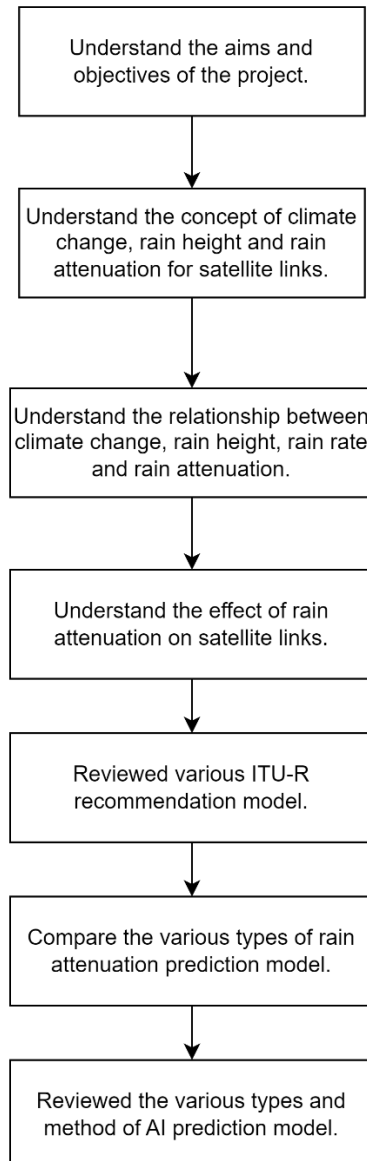 Understand the aims and
objectives of the project.
Understand the concept of climate
change, rain height and rain
attenuation for satellite links.
Understand the relationship between
climate change, rain height, rain rate
and rain attenuation.
Understand the effect of rain
attenuation on satellite links.
Reviewed various ITU-R
recommendation model.
Compare the various types of rain
attenuation prediction model.
Reviewed the various types and
method of AI prediction model.